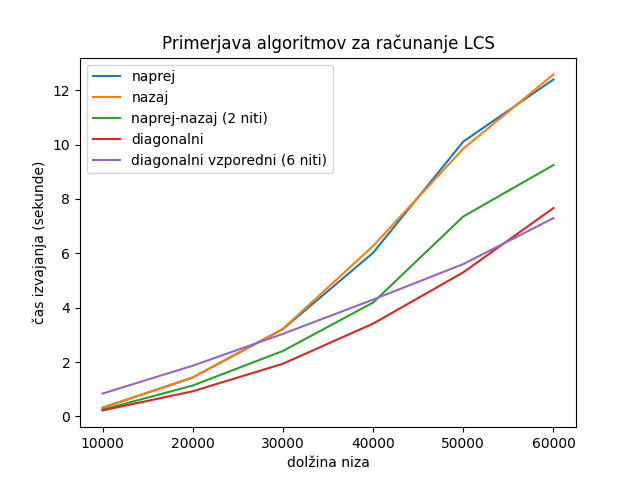 Primerjava algoritmov za računanje LCS
naprej
nazaj
naprej-nazaj (2 niti)
diagonalni
diagonalni vzporedni (6 niti)
čas izvajanja (sekunde)
12
10
8
6
4
2
0
10000 20000 30000 40000 50000 60000
dolžina niza